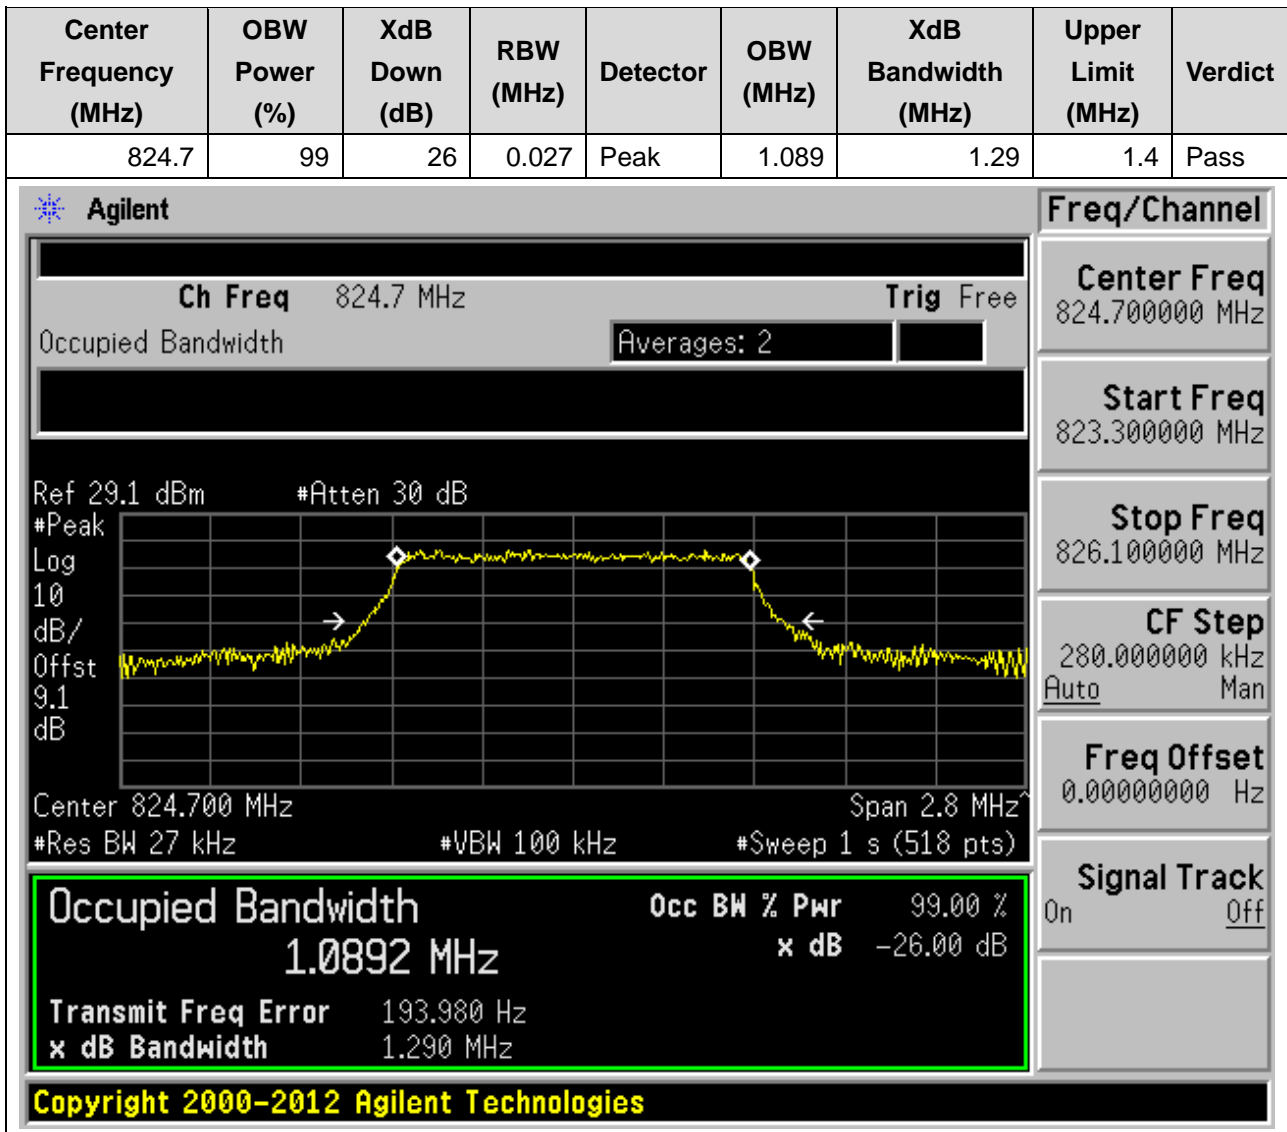 Center Frequency (MHz) OBW Power (%) XdB Down (dB) RBW (MHz) Detector OBW (MHz) XdB Bandwidth (MHz) Upper Limit (MHz) Verdict
824.7 99 26 0.027 Peak 1.089 1.29 1.4 Pass
Agilent
Freq/Channel
Ch Freq 824.7 MHz Trig Free
Occupied Bandwidth Averages: 2
Center Freq
824.700000 MHz
Start Freq
823.300000 MHz
Stop Freq
826.100000 MHz
CF Step
280.000000 kHz
Auto Man
Freq Offset
0.00000000 Hz
Signal Track
On Off
Ref 29.1 dBm #Atten 30 dB
#Peak
Log
10
dB/
Offst
9.1
dB
Center 824.700 MHz Span 2.8 MHz^
#Res BW 27 kHz #VBW 100 kHz #Sweep 1 s (518 pts)
Occupied Bandwidth Occ BW % Pwr 99.00 %
1.0892 MHz x dB -26.00 dB
Transmit Freq Error 193.980 Hz
x dB Bandwidth 1.290 MHz
Copyright 2000-2012 Agilent Technologies